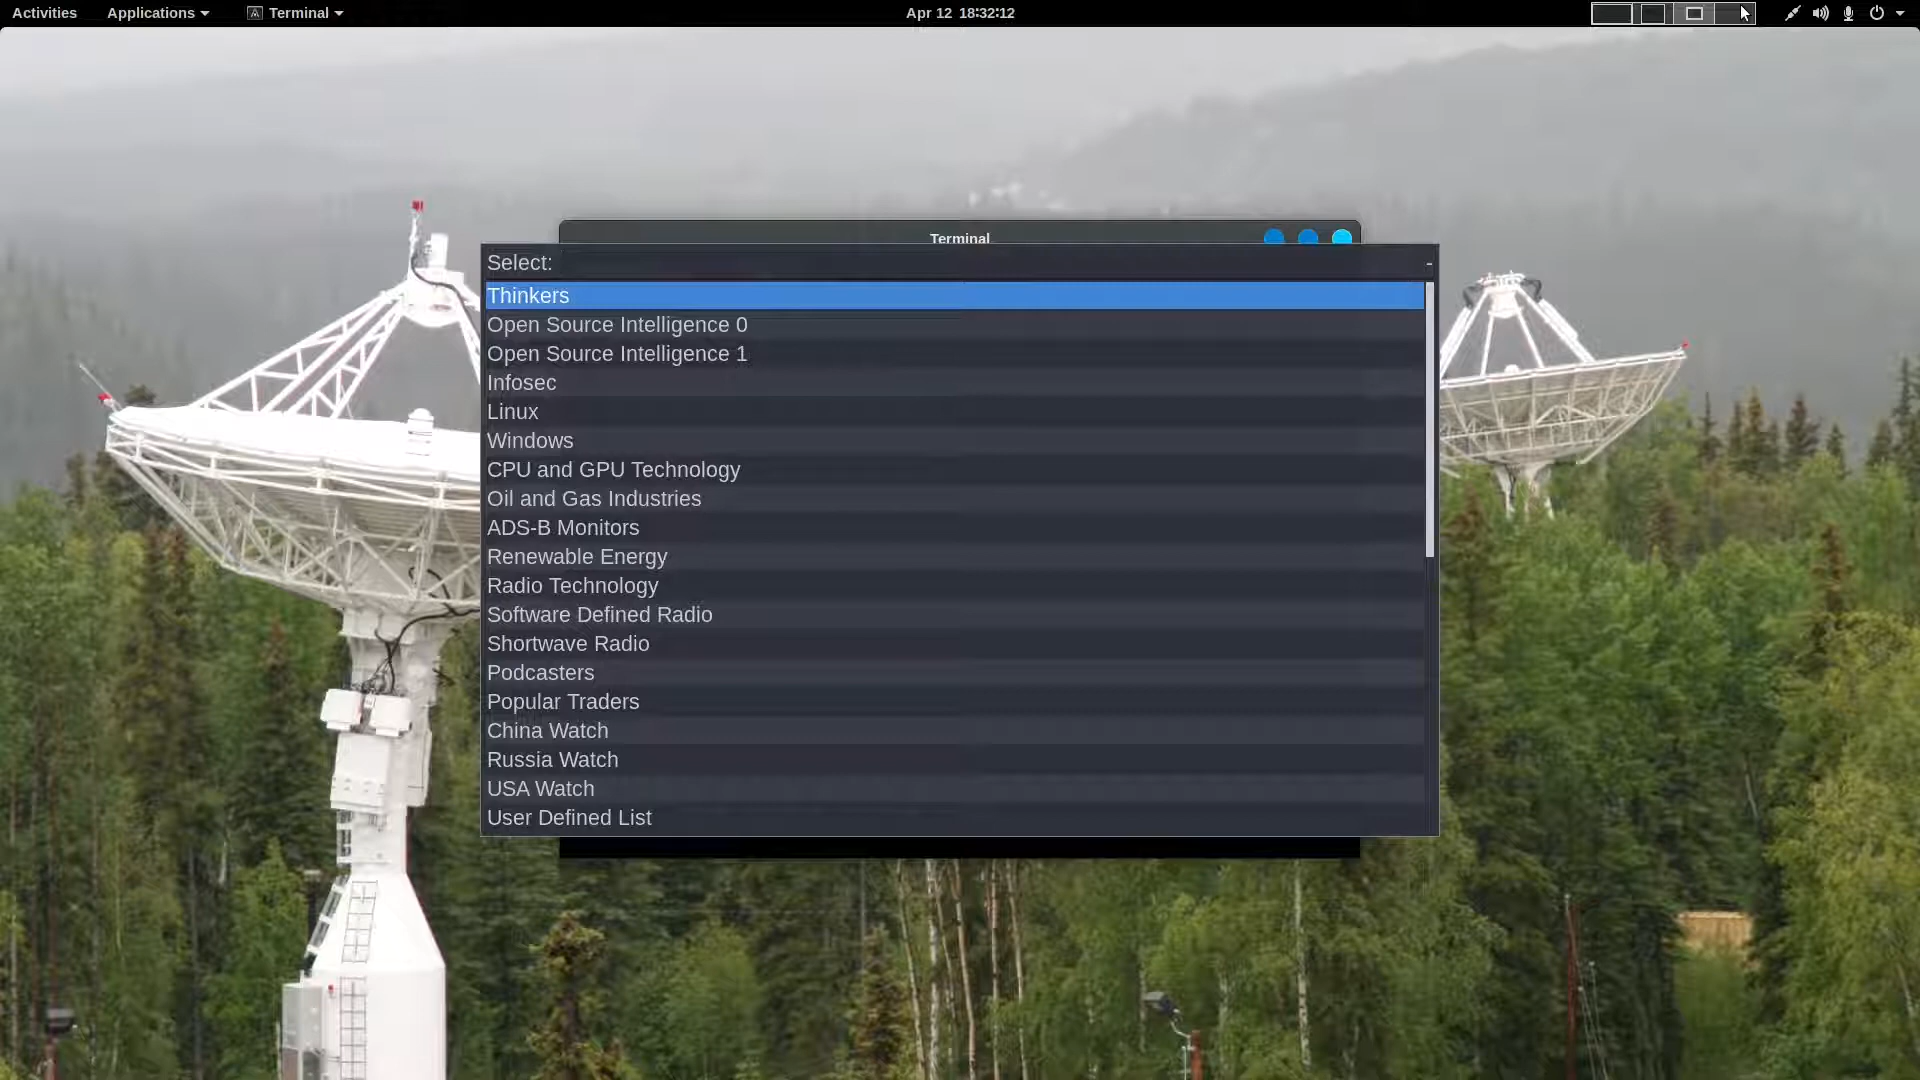 Activities Applications Terminal Apr 12 18:32:12
Terminal
Select:
Thinkers
Open Source Intelligence 0
Open Source Intelligence 1
Infosec
Linux
Windows
CPU and GPU Technology
Oil and Gas Industries
ADS-B Monitors
Renewable Energy
Radio Technology
Software Defined Radio
Shortwave Radio
Podcasters
Popular Traders
China Watch
Russia Watch
USA Watch
User Defined List